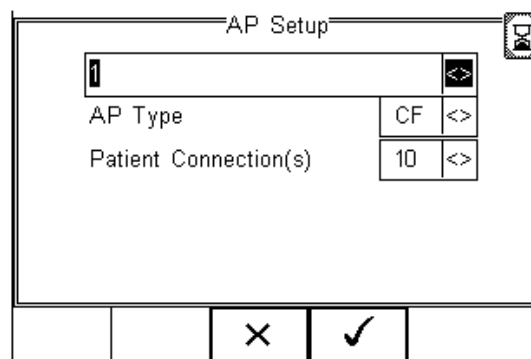 AP Setup
1 <>
AP Type CF <>
Patient Connection(s) 10 <>